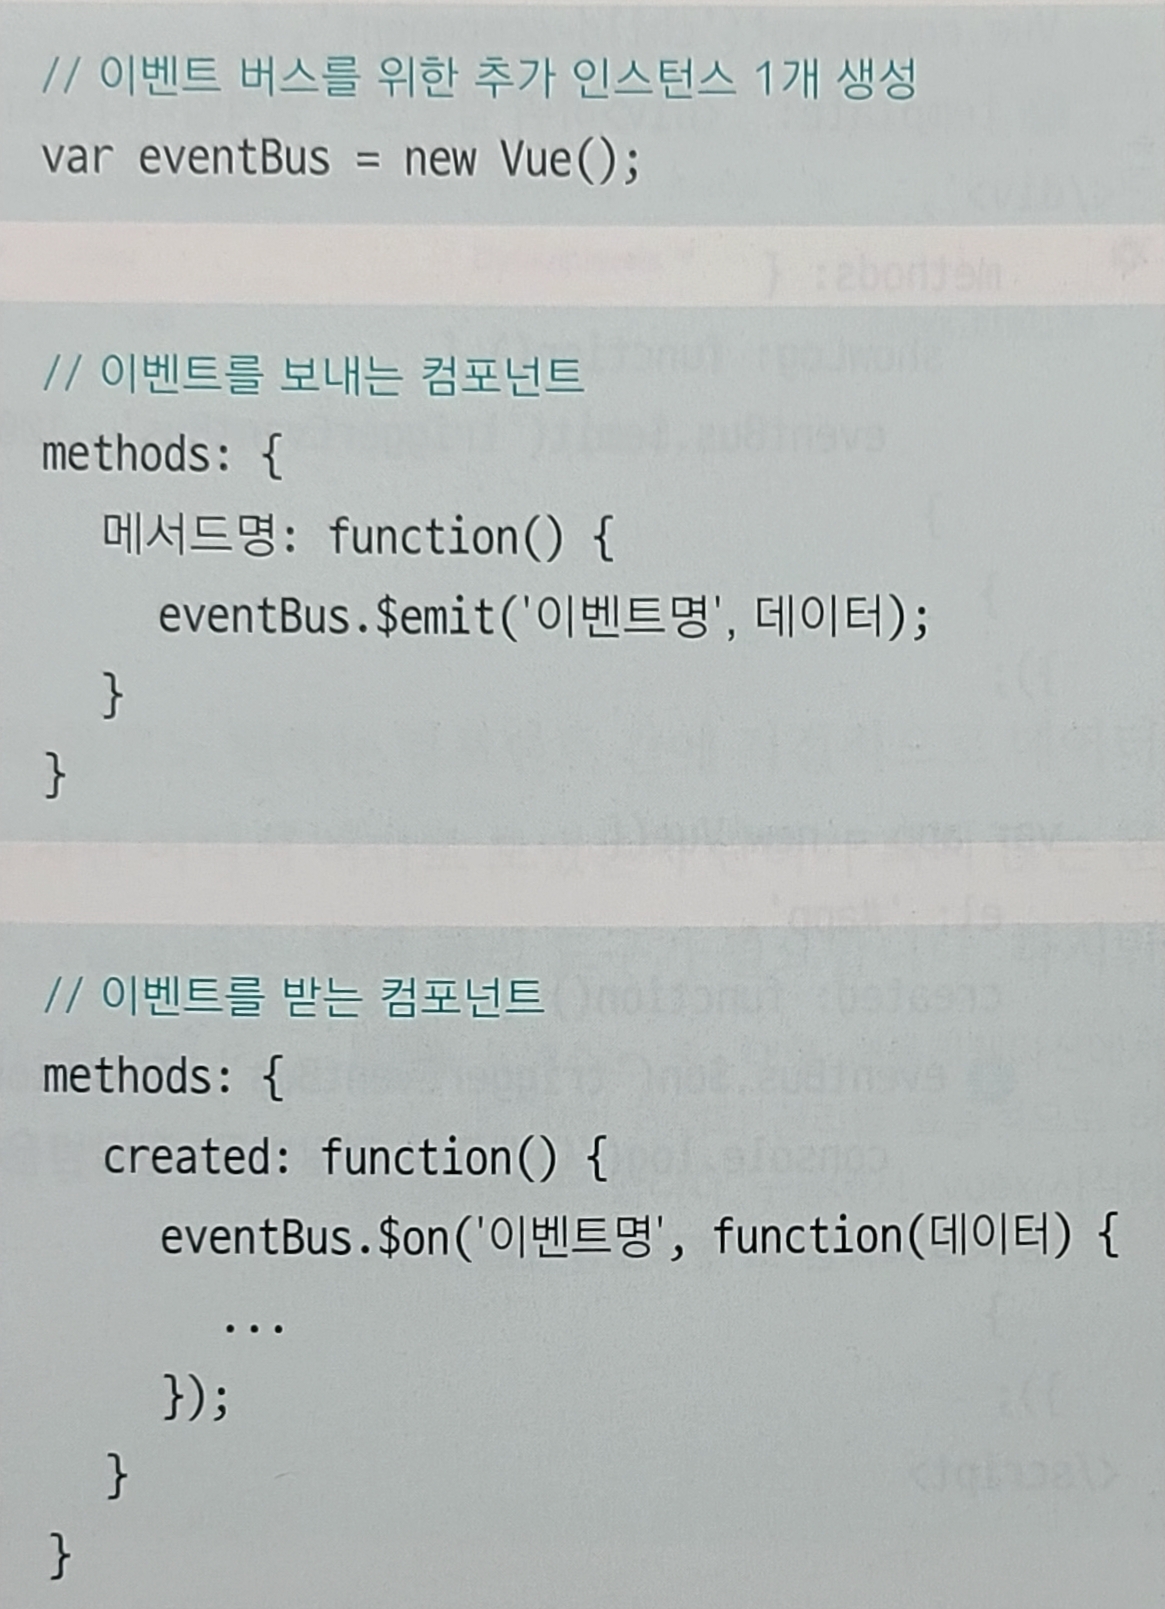 // 이벤트 버스를 위한 추가 인스턴스 1개 생성
var eventBus = new Vue();
// 이벤트를 보내는 컴포넌트
methods: {
메서드명: function() {
eventBus.$emit('이벤트명', 데이터);
}
}
// 이벤트를 받는 컴포넌트
methods: {
created: function() {
eventBus.$on('이벤트명', function(데이터) {
...
});
}
}